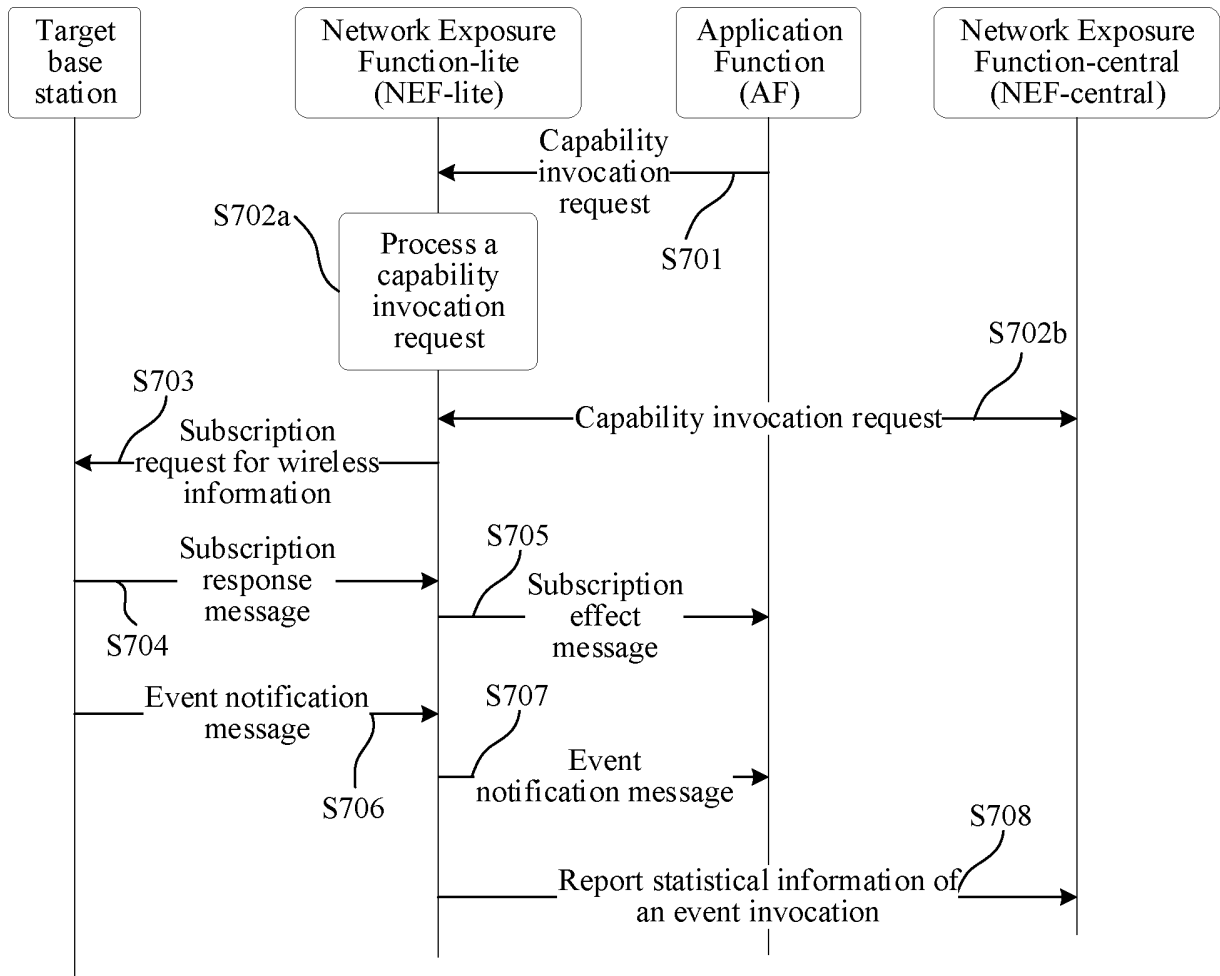 Target
base
station
Network Exposure
Function-lite
(NEF-lite)
Application
Function
(AF)
Network Exposure
Function-central
(NEF-central)
Capability
invocation
request
S701
S702a
Process a
capability
invocation
request
S702b
Capability invocation request
S703
Subscription
request for wireless
information
Subscription
response
message
S704
S705
Subscription
effect
message
Event notification
message
S706
S707
Event
notification message
S708
Report statistical information of
an event invocation